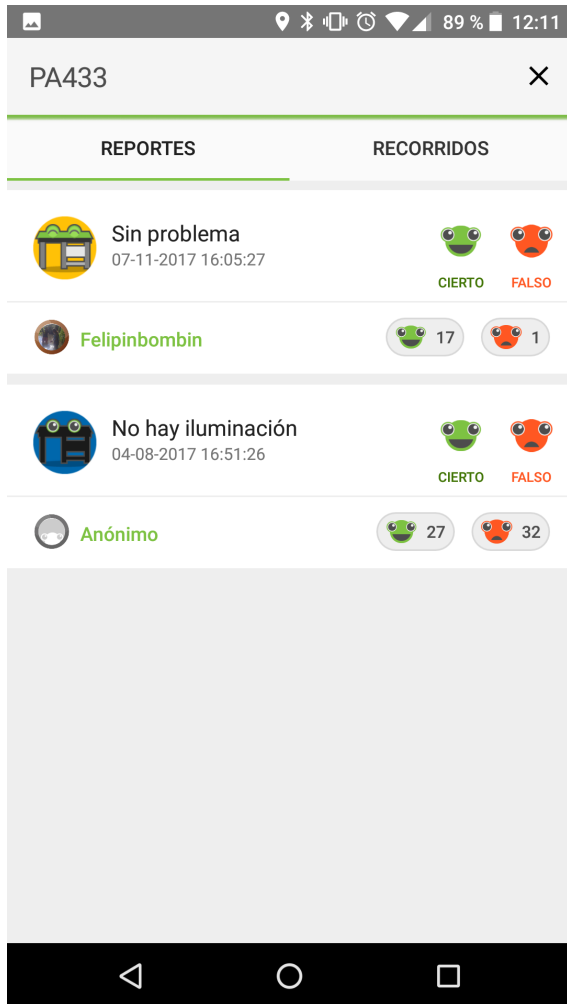 89 % 12:11
PA433
REPORTES RECORRIDOS
Sin problema
07-11-2017 16:05:27
CIERTO FALSO
Felipinbombin 17 1
No hay iluminación
04-08-2017 16:51:26
CIERTO FALSO
Anónimo 27 32